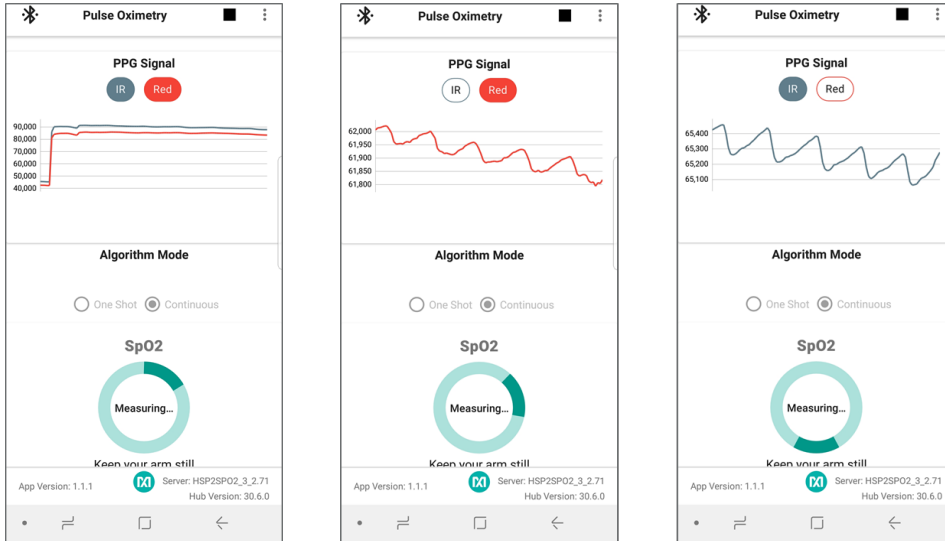 Pulse Oximetry
PPG Signal
IR Red
90,000
80,000
70,000
60,000
50,000
40,000
Algorithm Mode
One Shot Continuous
SpO2
Measuring...
Keep your arm still
App Version: 1.1.1
Server: HSP2SPO2_3_2.71
Hub Version: 30.6.0
Pulse Oximetry
PPG Signal
IR Red
62,000
61,950
61,900
61,850
61,800
Algorithm Mode
One Shot Continuous
SpO2
Measuring...
Keep your arm still
App Version: 1.1.1
Server: HSP2SPO2_3_2.71
Hub Version: 30.6.0
Pulse Oximetry
PPG Signal
IR Red
65,400
65,300
65,200
65,100
Algorithm Mode
One Shot Continuous
SpO2
Measuring...
Keep your arm still
App Version: 1.1.1
Server: HSP2SPO2_3_2.71
Hub Version: 30.6.0